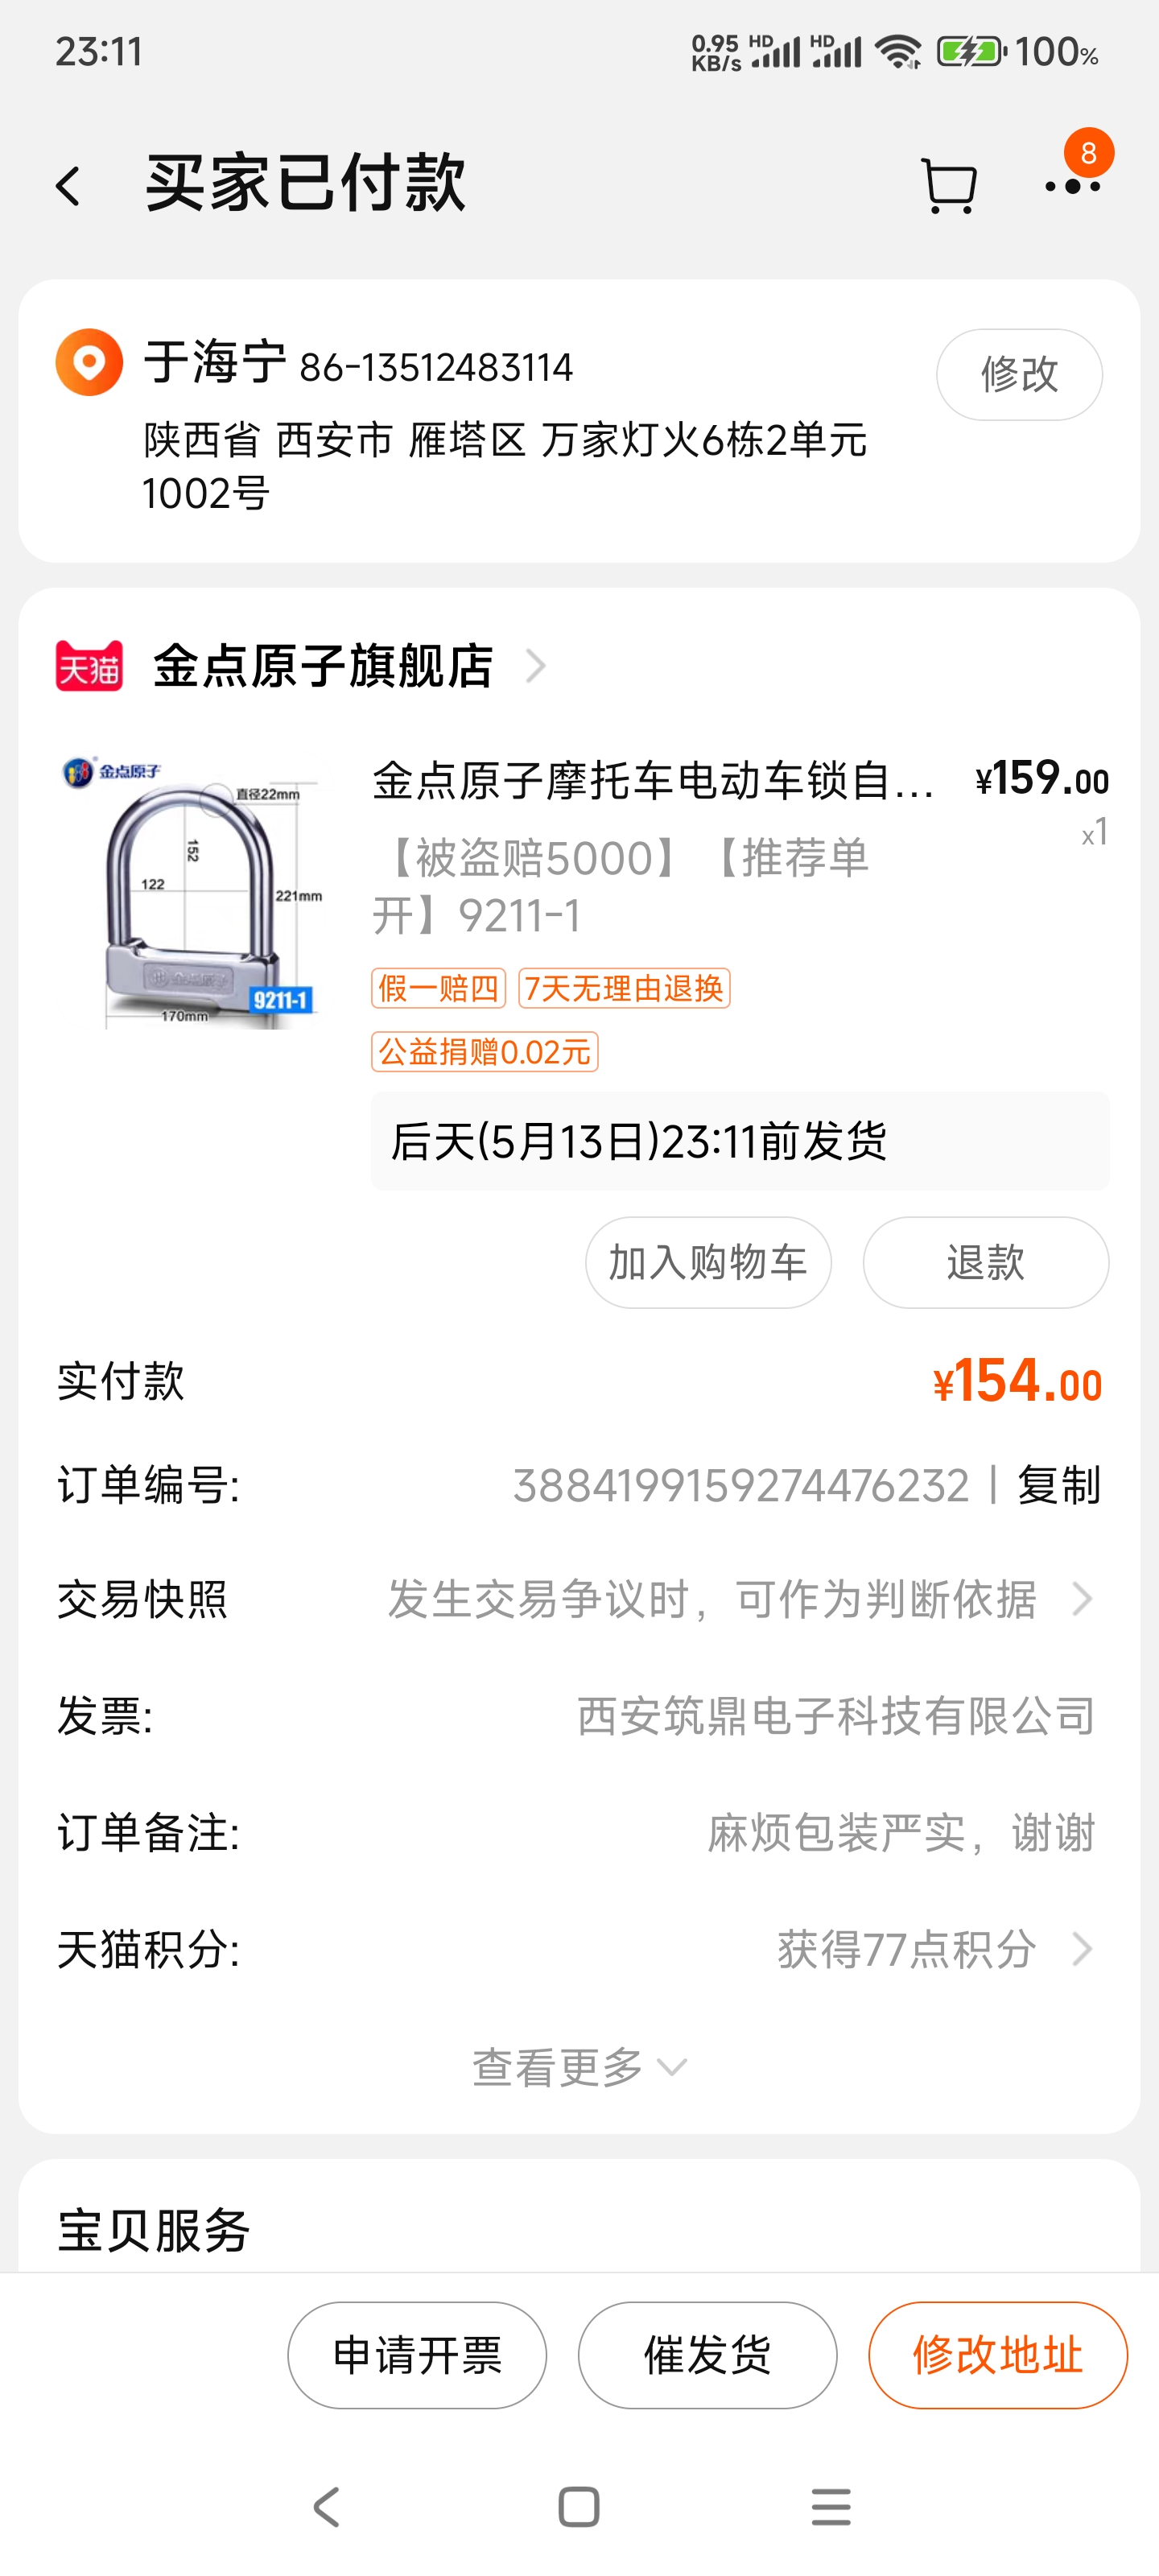 23:11
0.95 KB/s HD HD 100%
买家已付款
8
于海宁 86-13512483114
修改
陕西省 西安市 雁塔区 万家灯火6栋2单元
1002号
天猫 金点原子旗舰店
金点原子
直径22mm
152
122
221mm
金点原子
9211-1
170mm
金点原子摩托车电动车锁自... ¥159.00
x1
【被盗赔5000】【推荐单
开】9211-1
假一赔四 7天无理由退换
公益捐赠0.02元
后天(5月13日)23:11前发货
加入购物车 退款
实付款 ¥154.00
订单编号: 3884199159274476232 | 复制
交易快照 发生交易争议时，可作为判断依据
发票: 西安筑鼎电子科技有限公司
订单备注: 麻烦包装严实，谢谢
天猫积分: 获得77点积分
查看更多
宝贝服务
申请开票 催发货 修改地址